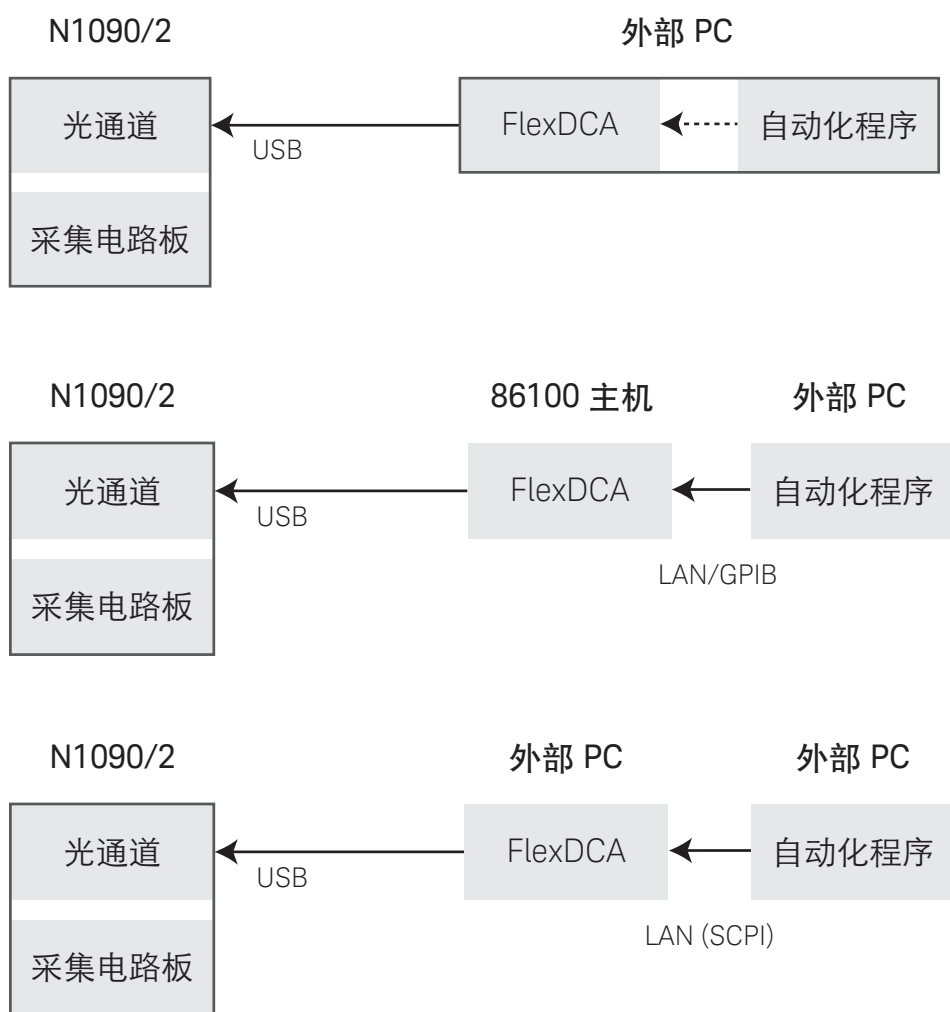 N1090/2
外部 PC
光通道
USB
FlexDCA
自动化程序
采集电路板
N1090/2
86100 主机
外部 PC
光通道
USB
FlexDCA
自动化程序
LAN/GPIB
采集电路板
N1090/2
外部 PC
外部 PC
光通道
USB
FlexDCA
自动化程序
LAN (SCPI)
采集电路板